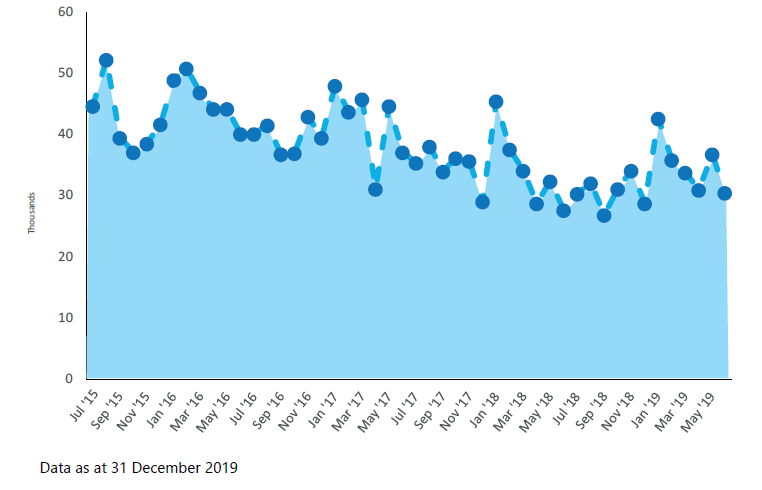 60
50
40
30
20
10
0
Thousands
Jul '15
Sep '15
Nov '15
Jan '16
Mar '16
May '16
Jul '16
Sep '16
Nov '16
Jan '17
Mar '17
May '17
Jul '17
Sep '17
Nov '17
Jan '18
Mar '18
May '18
Jul '18
Sep '18
Nov '18
Jan '19
Mar '19
May '19
Data as at 31 December 2019